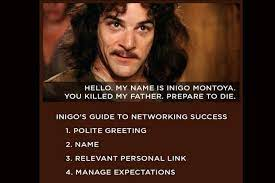 HELLO. MY NAME IS INIGO MONTOYA.
YOU KILLED MY FATHER. PREPARE TO DIE.
INIGO'S GUIDE TO NETWORKING SUCCESS
1. POLITE GREETING
2. NAME
3. RELEVANT PERSONAL LINK
4. MANAGE EXPECTATIONS